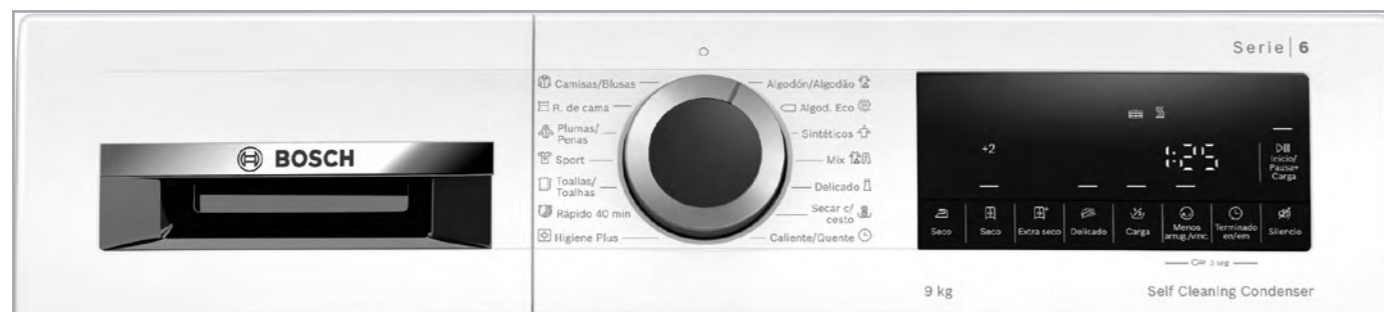 Serie | 6
BOSCH
Camisas/Blusas
R. de cama
Plumas/
Penas
Sport
Toallas/
Toalhas
Rápido 40 min
Higiene Plus
Algodón/Algodão
Algod. Eco
Sintéticos
Mix
Delicado
Secar c/
cesto
Caliente/Quente
+2
1:25
Inicio/
Pausa+
Carga
Seco
Seco
Extra seco
Delicado
Carga
Menos
arrug./vinc.
Terminado
en/em
Silencio
3 seg
9 kg
Self Cleaning Condenser